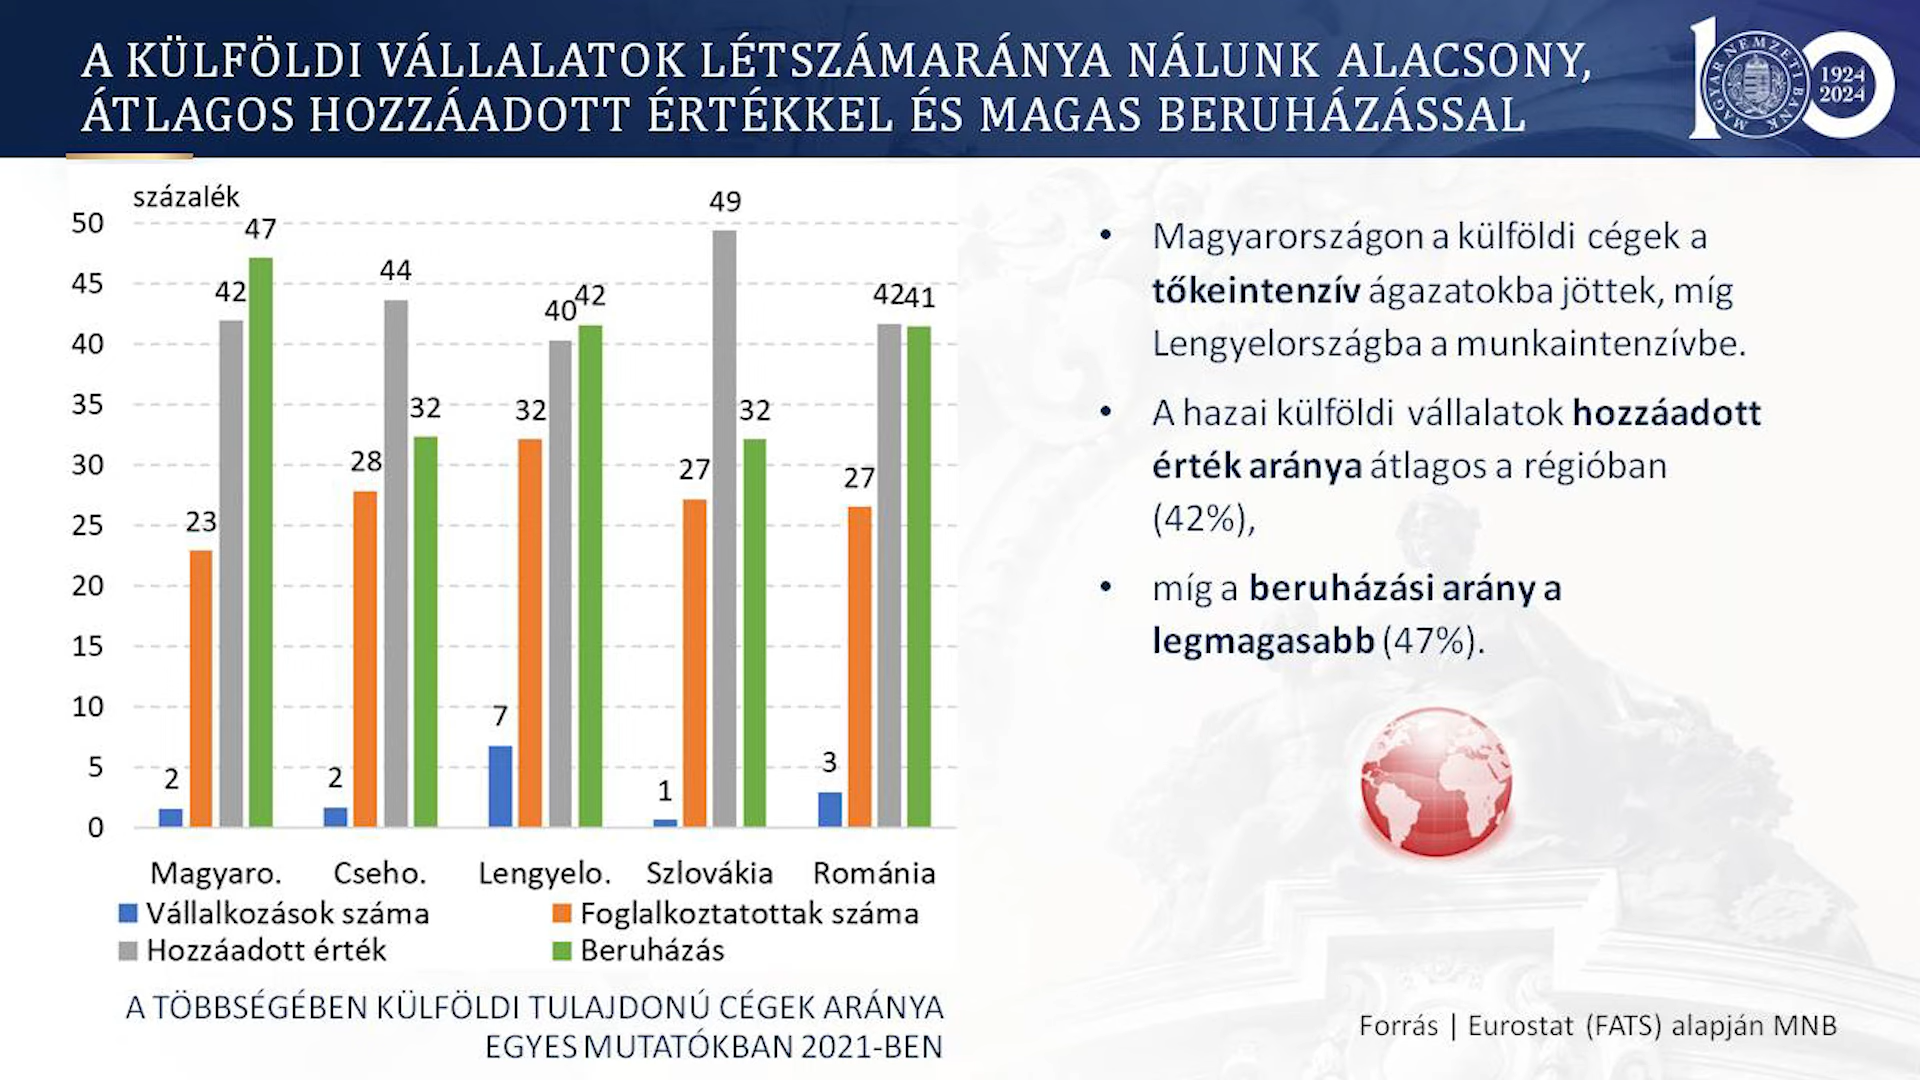 A KÜLFÖLDI VÁLLALATOK LÉTSZÁMARÁNYA NÁLUNK ALACSONY,
ÁTLAGOS HOZZÁADOTT ÉRTÉKKEL ÉS MAGAS BERUHÁZÁSSAL
MAGYAR NEMZETI BANK
1924
2024
százalék
50
45
40
35
30
25
20
15
10
5
0
2
23
42
47
2
28
44
32
7
32
40
42
1
27
49
32
3
27
42
41
Magyaro. Cseho. Lengyelo. Szlovákia Románia
Vállalkozások száma Foglalkoztatottak száma
Hozzáadott érték Beruházás
A TÖBBSÉGÉBEN KÜLFÖLDI TULAJDONÚ CÉGEK ARÁNYA
EGYES MUTATÓKBAN 2021-BEN
• Magyarországon a külföldi cégek a
tőkeintenzív ágazatokba jöttek, míg
Lengyelországba a munkaintenzívbe.
• A hazai külföldi vállalatok hozzáadott
érték aránya átlagos a régióban
(42%),
• míg a beruházási arány a
legmagasabb (47%).
Forrás | Eurostat (FATS) alapján MNB